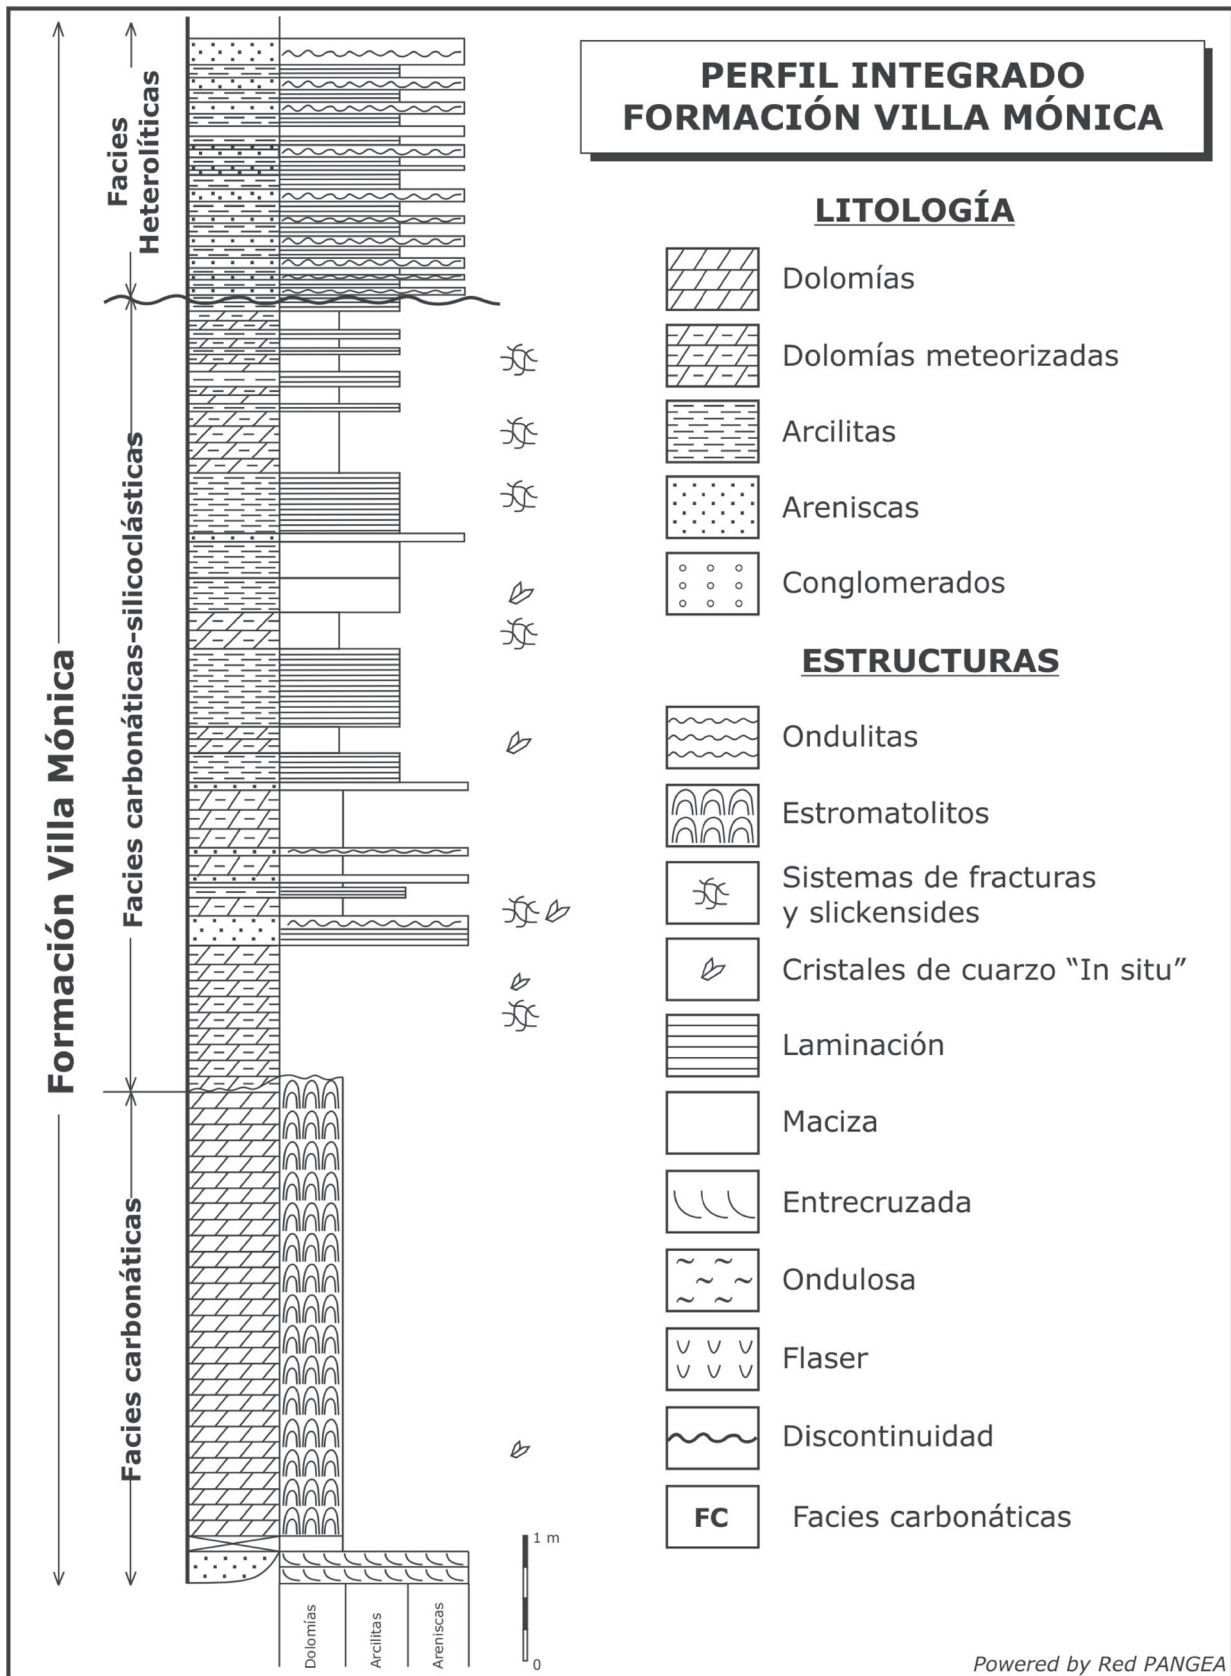 PERFIL INTEGRADO
FORMACIÓN VILLA MÓNICA
Formación Villa Mónica
Facies
Heterolíticas
Facies carbonáticas-silicoclásticas
Facies carbonáticas
LITOLOGÍA
Dolomías
Dolomías meteorizadas
Arcilitas
Areniscas
Conglomerados
ESTRUCTURAS
Ondulitas
Estromatolitos
Sistemas de fracturas
y slickensides
Cristales de cuarzo “In situ”
Laminación
Maciza
Entrecruzada
Ondulosa
Flaser
Discontinuidad
FC Facies carbonáticas
1 m
0
Dolomías
Arcilitas
Areniscas
Powered by Red PANGEA